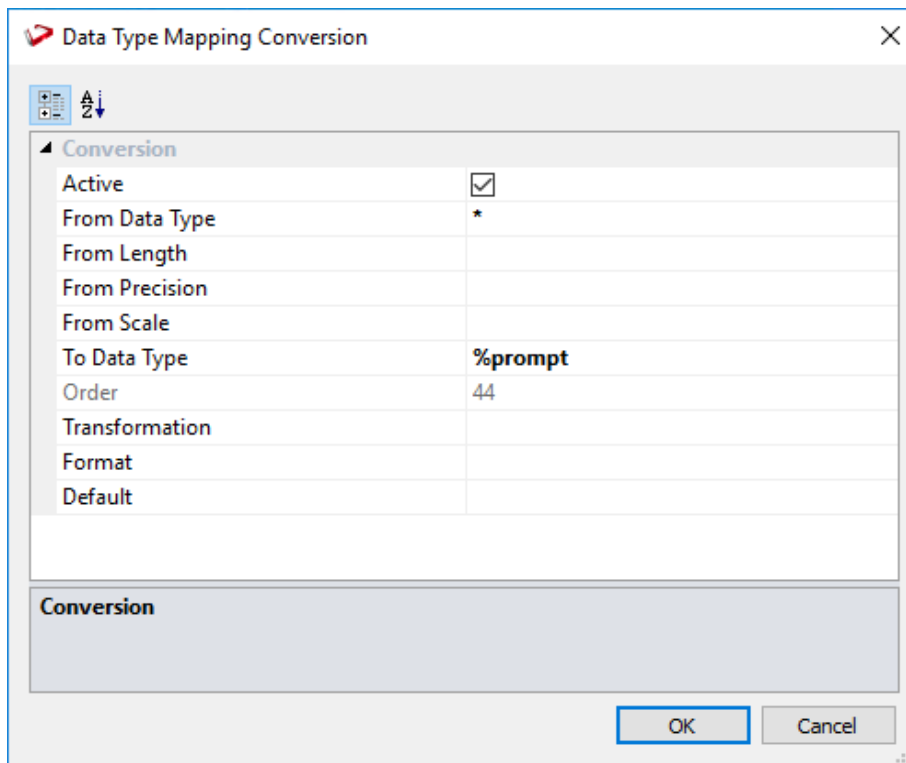 Data Type Mapping Conversion
A
Z
Conversion
Active
From Data Type *
From Length
From Precision
From Scale
To Data Type %prompt
Order 44
Transformation
Format
Default
Conversion
OK Cancel